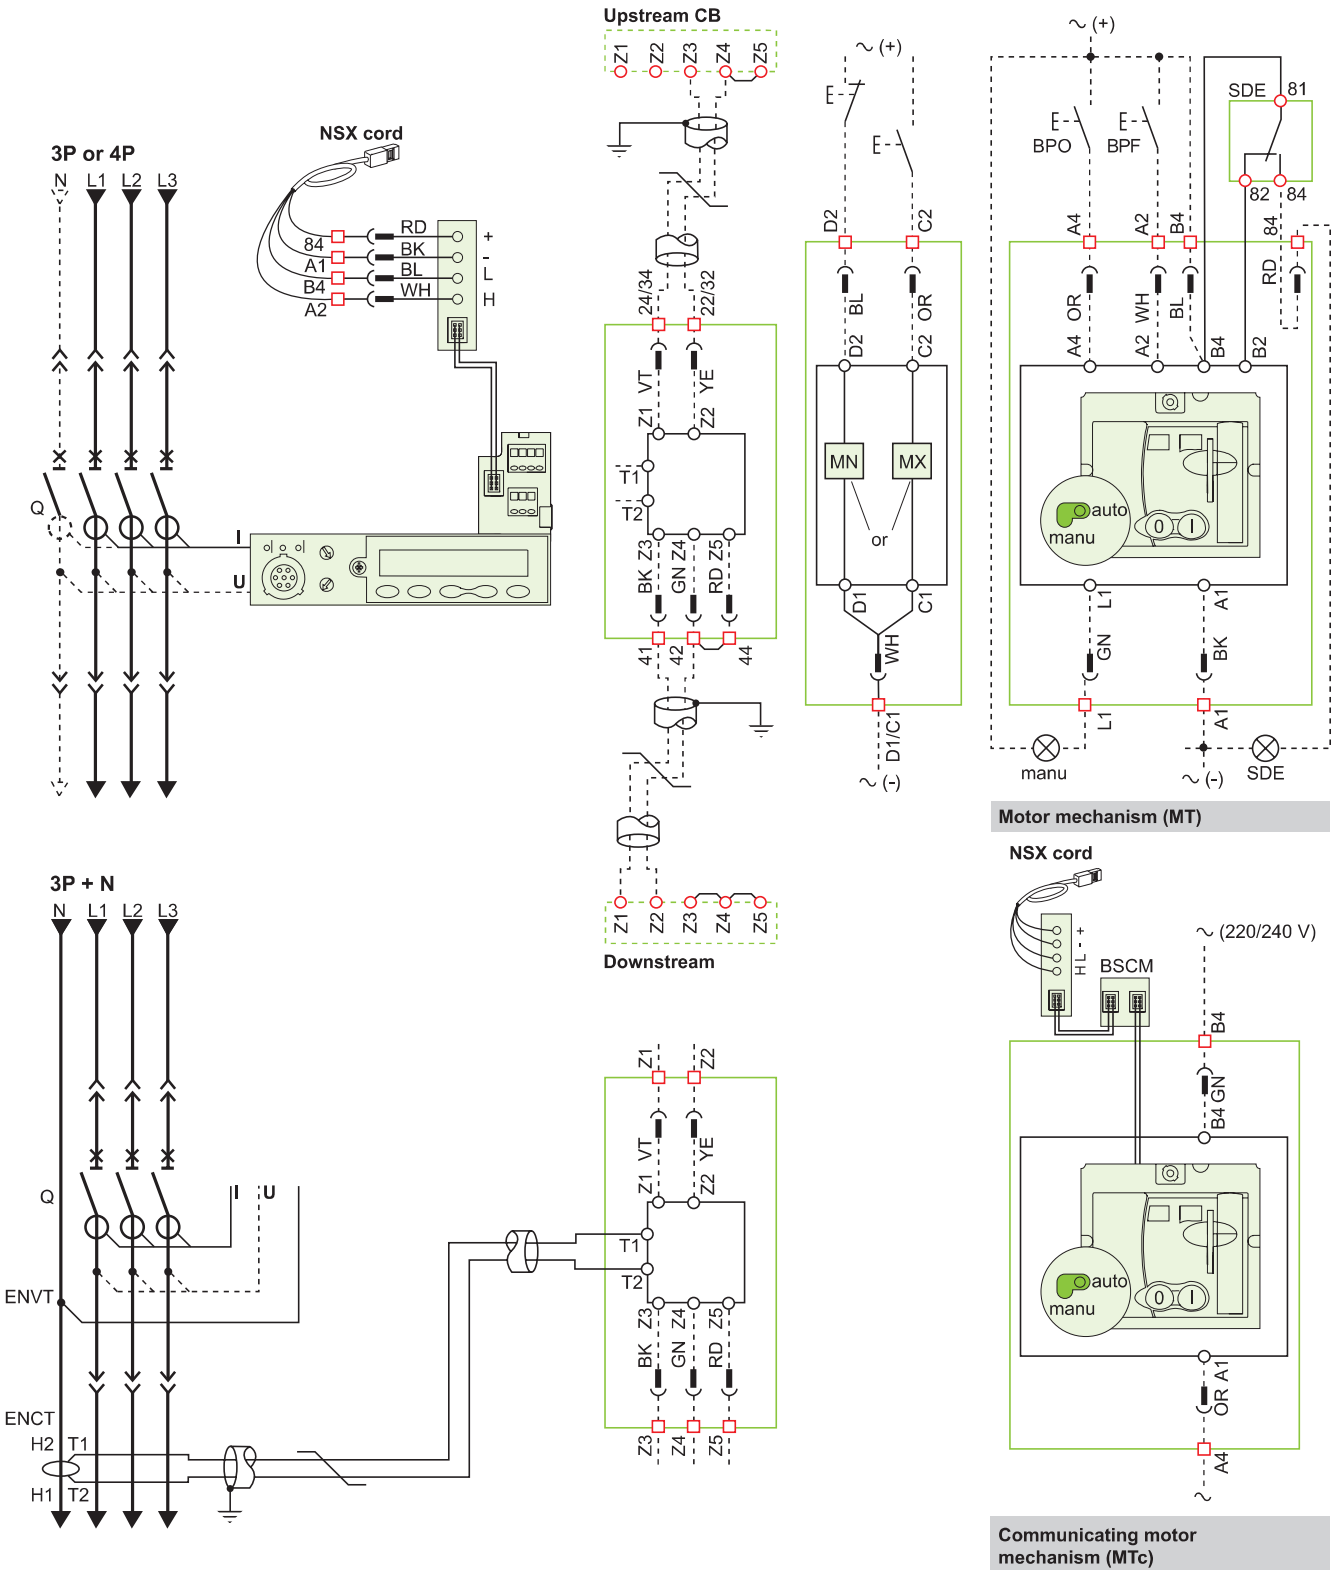 Upstream CB
Z1 Z2 Z3 Z4 Z5
(+)
(+)
SDE 81
BPO BPF
82 84
NSX cord
3P or 4P
N L1 L2 L3
84 RD +
A1 BK -
B4 BL L
A2 WH H
24/34 22/32
D2 C2
A4 A2 B4 84
VT YE
BL OR
OR WH BL RD
Z1 Z2
D2 C2
A4 A2 B4 B2
T1
T2
MN MX
or
auto
manu
0 I
Q
I
U
Z3 Z4 Z5
BK GN RD
41 42 44
D1 C1
WH
D1/C1
(-)
L1 A1
GN BK
L1 A1
manu
(-)
SDE
Motor mechanism (MT)
3P + N
N L1 L2 L3
Z1 Z2 Z3 Z4 Z5
Downstream
NSX cord
+
-
L
H
BSCM
(220/240 V)
B4
GN
B4
auto
manu
0 I
A1
OR
A4
Q
I U
ENVT
ENCT
H2 T1
H1 T2
Z1 Z2
VT YE
Z1 Z2
T1
T2
Z3 Z4 Z5
BK GN RD
Z3 Z4 Z5
Communicating motor
mechanism (MTc)